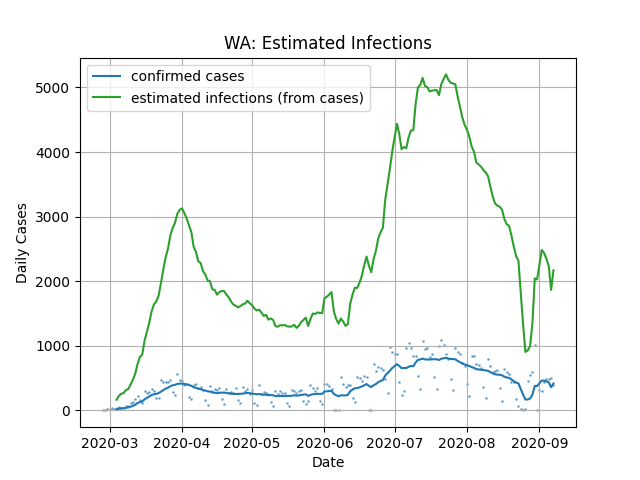 WA: Estimated Infections
confirmed cases
estimated infections (from cases)
Daily Cases
5000
4000
3000
2000
1000
0
2020-03 2020-04 2020-05 2020-06 2020-07 2020-08 2020-09
Date